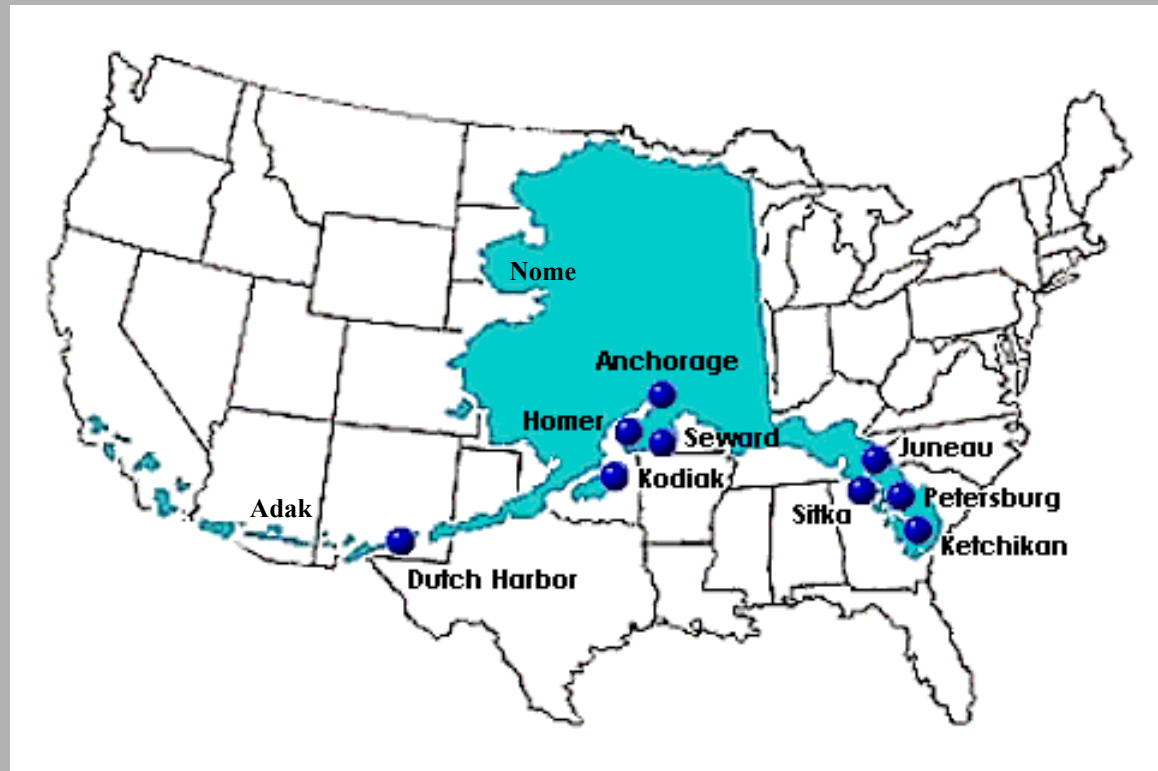 Nome
Anchorage
Homer
Seward
Juneau
Kodiak
Petersburg
Sitka
Adak
Ketchikan
Dutch Harbor